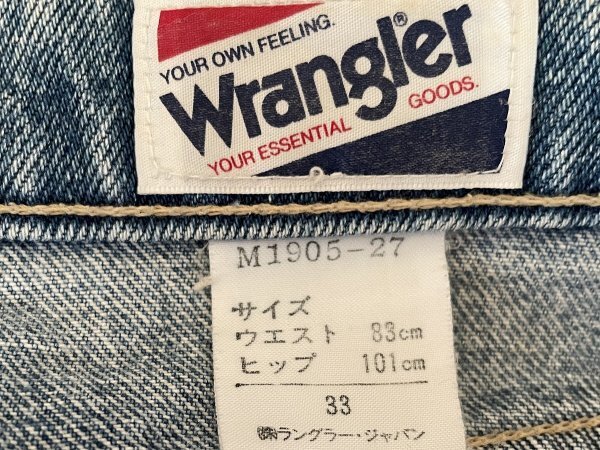 YOUR OWN FEELING.
Wrangler®
YOUR ESSENTIAL GOODS.
M1905-27
サイズ
ウエスト 83cm
ヒップ 101cm
33
㈱ラングラー・ジャパン